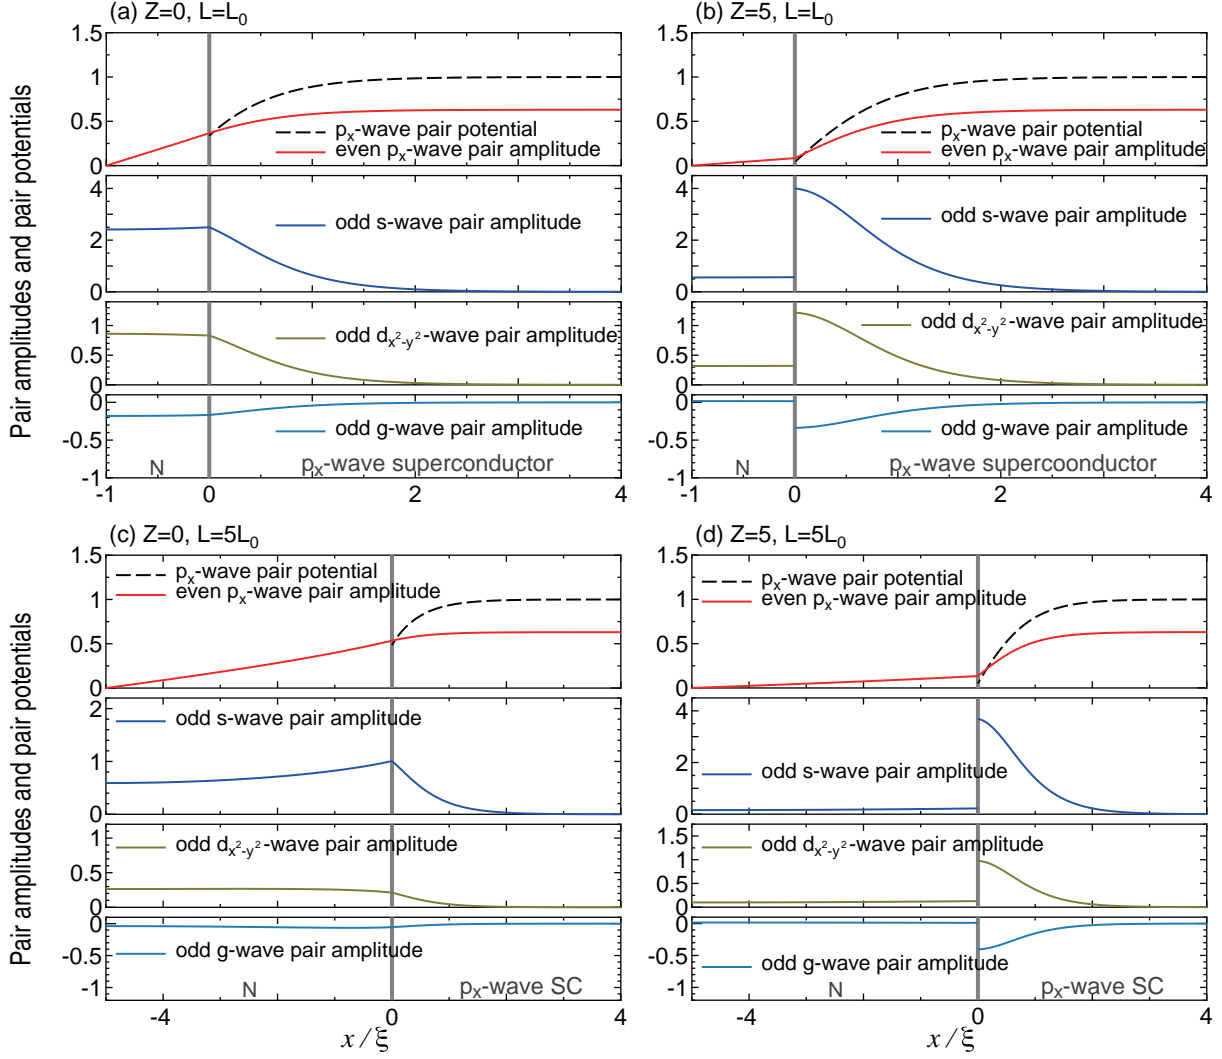 (a) Z=0, L=L₀
Pair amplitudes and pair potentials
1.5
1
0.5
0
pₓ-wave pair potential
even pₓ-wave pair amplitude
4
2
0
odd s-wave pair amplitude
1
0.5
0
odd dₓ²₋y²-wave pair amplitude
0
-0.5
-1
odd g-wave pair amplitude
N
pₓ-wave superconductor
-1 0 2 4
(b) Z=5, L=L₀
1.5
1
0.5
0
pₓ-wave pair potential
even pₓ-wave pair amplitude
4
2
0
odd s-wave pair amplitude
1
0.5
0
odd dₓ²₋y²-wave pair amplitude
0
-0.5
-1
odd g-wave pair amplitude
N
pₓ-wave supercoonductor
-1 0 2 4
(c) Z=0, L=5L₀
Pair amplitudes and pair potentials
1.5
1
0.5
0
pₓ-wave pair potential
even pₓ-wave pair amplitude
2
1
0
odd s-wave pair amplitude
1
0.5
0
odd dₓ²₋y²-wave pair amplitude
0
-0.5
-1
odd g-wave pair amplitude
N
pₓ-wave SC
-4 -2 0 2 4
x/ξ
(d) Z=5, L=5L₀
1.5
1
0.5
0
pₓ-wave pair potential
even pₓ-wave pair amplitude
4
2
0
odd s-wave pair amplitude
1.5
1
0.5
0
odd dₓ²₋y²-wave pair amplitude
0
-0.5
-1
odd g-wave pair amplitude
N
pₓ-wave SC
-4 -2 0 2 4
x/ξ